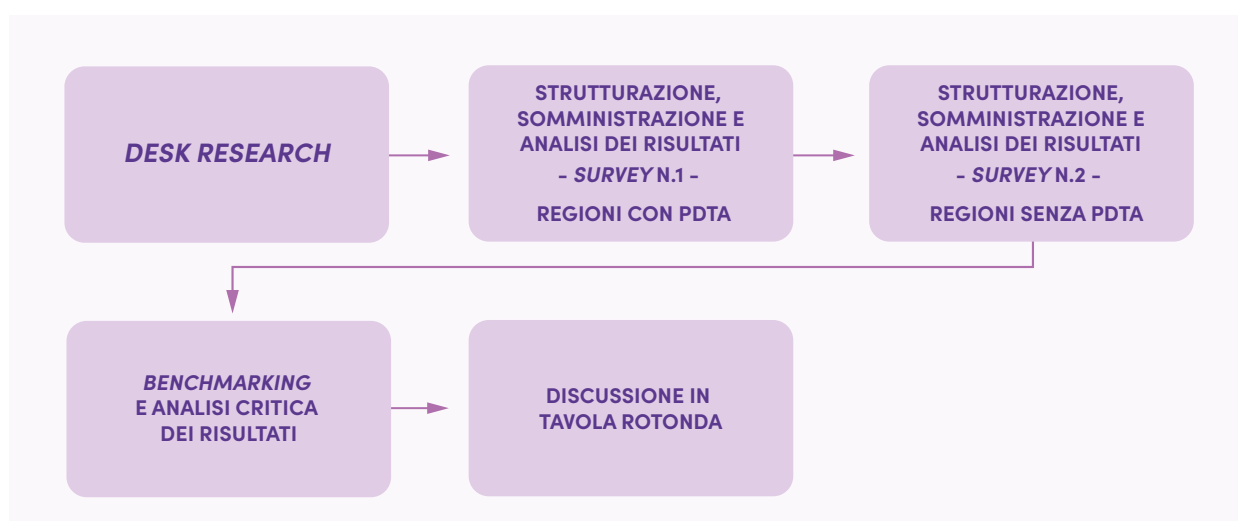 DESK RESEARCH
STRUTTURAZIONE,
SOMMINISTRAZIONE E
ANALISI DEI RISULTATI
- SURVEY N.1 -
REGIONI CON PDTA
STRUTTURAZIONE,
SOMMINISTRAZIONE E
ANALISI DEI RISULTATI
- SURVEY N.2 -
REGIONI SENZA PDTA
BENCHMARKING
E ANALISI CRITICA
DEI RISULTATI
DISCUSSIONE IN
TAVOLA ROTONDA